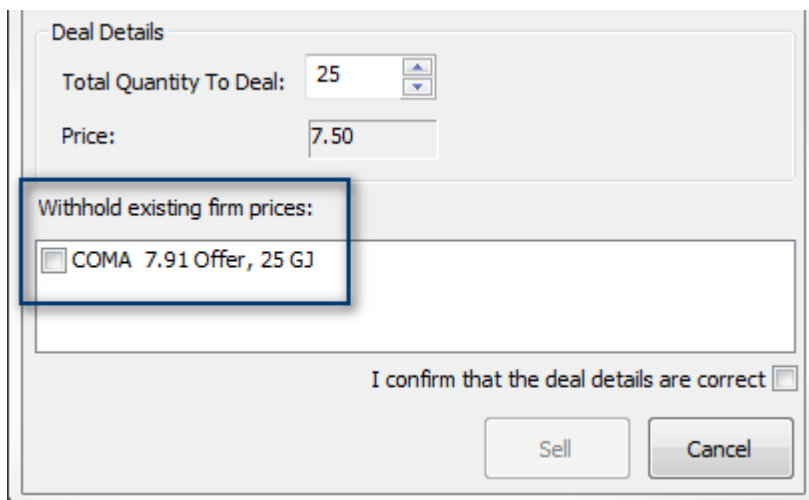 Deal Details
Total Quantity To Deal: 25
Price: 7.50
Withhold existing firm prices:
COMA 7.91 Offer, 25 GJ
I confirm that the deal details are correct
Sell Cancel